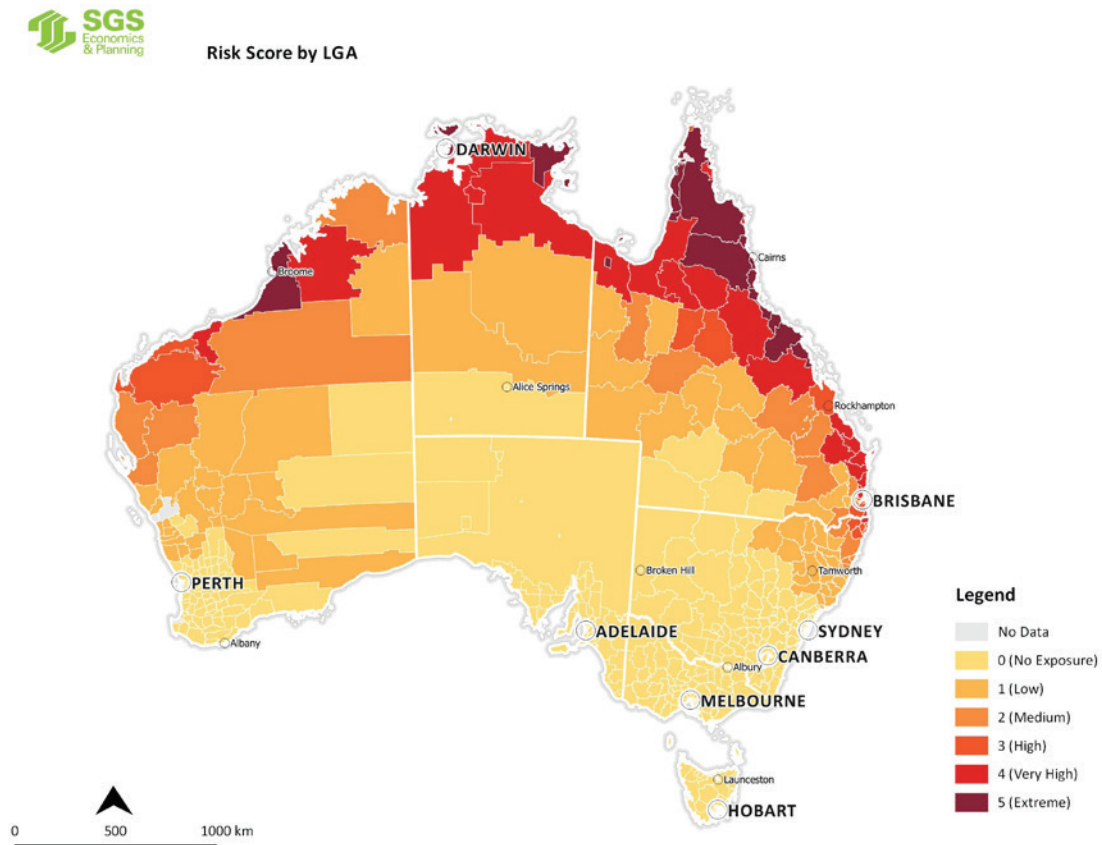 SGS
Economics
& Planning
Risk Score by LGA
DARWIN
Broome
Cairns
Alice Springs
Rockhampton
BRISBANE
Broken Hill
Tamworth
PERTH
Albany
ADELAIDE
SYDNEY
CANBERRA
Albury
MELBOURNE
Launceston
HOBART
Legend
No Data
0 (No Exposure)
1 (Low)
2 (Medium)
3 (High)
4 (Very High)
5 (Extreme)
0 500 1000 km